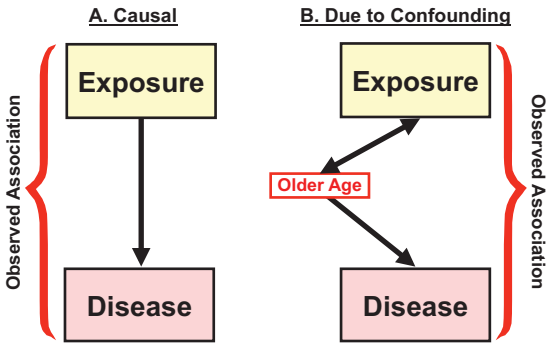 A. Causal
Observed Association
Exposure
Disease
B. Due to Confounding
Exposure
Older Age
Disease
Observed Association